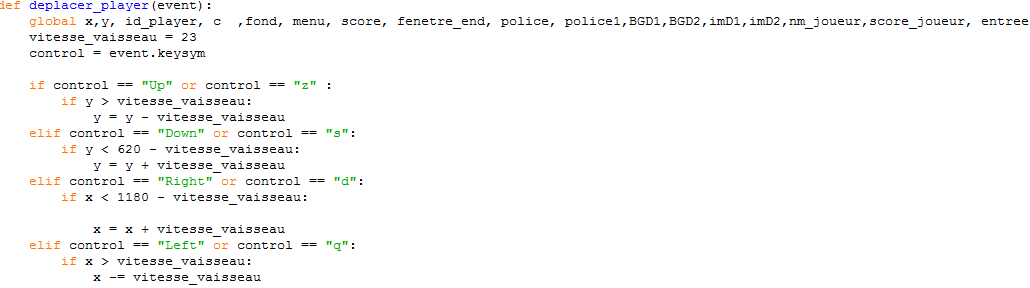 def deplacer_player(event):
    global x,y, id_player, c  ,fond, menu, score, fenetre_end, police, police1,BGD1,BGD2,imD1,imD2,nm_joueur,score_joueur, entree
    vitesse_vaisseau = 23
    control = event.keysym

    if control == "Up" or control == "z" :
        if y > vitesse_vaisseau:
            y = y - vitesse_vaisseau
    elif control == "Down" or control == "s":
        if y < 620 - vitesse_vaisseau:
            y = y + vitesse_vaisseau
    elif control == "Right" or control == "d":
        if x < 1180 - vitesse_vaisseau:

            x = x + vitesse_vaisseau
    elif control == "Left" or control == "q":
        if x > vitesse_vaisseau:
            x -= vitesse_vaisseau